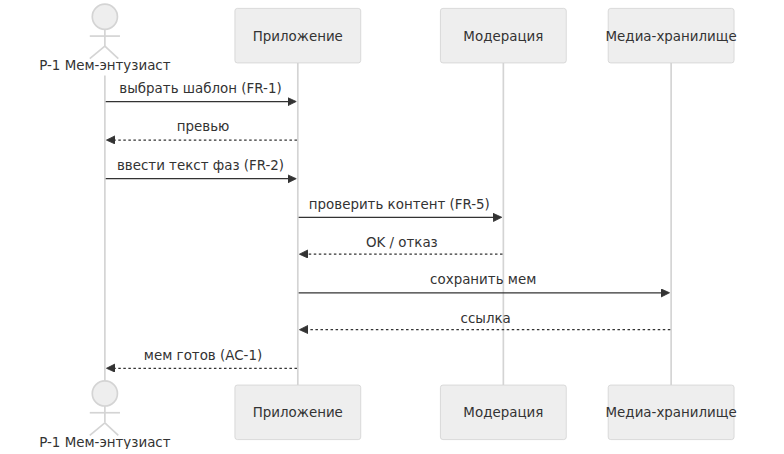 Приложение
Модерация
Медиа-хранилище
P-1 Мем-энтузиаст
выбрать шаблон (FR-1)
превью
ввести текст фаз (FR-2)
проверить контент (FR-5)
OK / отказ
сохранить мем
ссылка
мем готов (AC-1)
Приложение
Модерация
Медиа-хранилище
P-1 Мем-энтузиаст